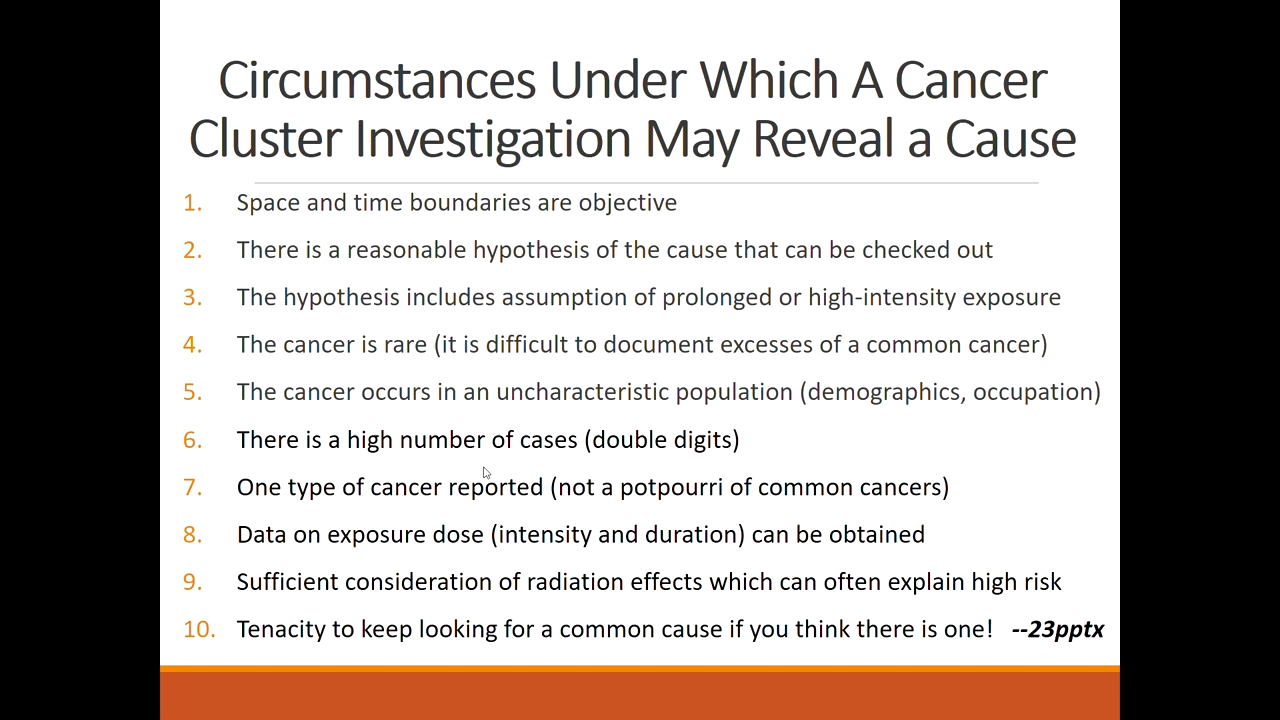 Circumstances Under Which A Cancer
Cluster Investigation May Reveal a Cause
1. Space and time boundaries are objective
2. There is a reasonable hypothesis of the cause that can be checked out
3. The hypothesis includes assumption of prolonged or high-intensity exposure
4. The cancer is rare (it is difficult to document excesses of a common cancer)
5. The cancer occurs in an uncharacteristic population (demographics, occupation)
6. There is a high number of cases (double digits)
7. One type of cancer reported (not a potpourri of common cancers)
8. Data on exposure dose (intensity and duration) can be obtained
9. Sufficient consideration of radiation effects which can often explain high risk
10. Tenacity to keep looking for a common cause if you think there is one! --23pptx